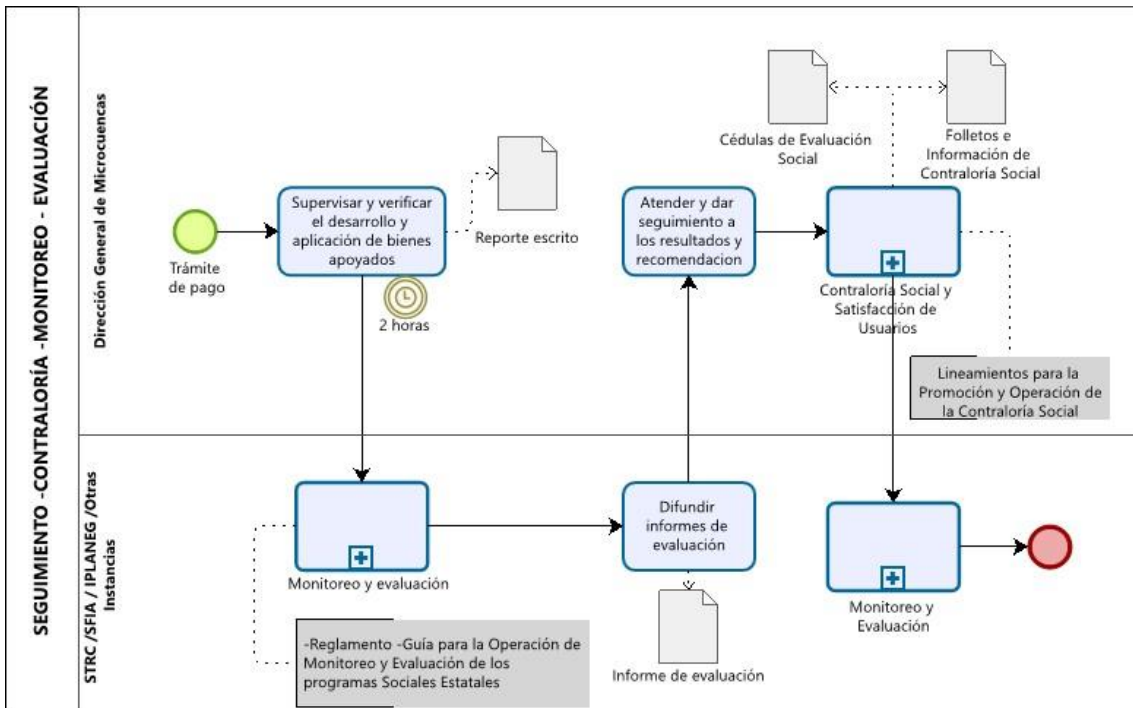 SEGUIMIENTO -CONTRALORÍA -MONITOREO - EVALUACIÓN
Dirección General de Microcuencas
Trámite
de pago
Supervisar y verificar
el desarrollo y
aplicación de bienes
apoyados
2 horas
Reporte escrito
Atender y dar
seguimiento a
los resultados y
recomendacion
Cédulas de Evaluación
Social
Folletos e
Información de
Contraloría Social
Contraloría Social y
Satisfacción de
Usuarios
Lineamientos para la
Promoción y Operación de
la Contraloría Social
STRC /SFIA / IPLANEG /Otras
Instancias
Monitoreo y evaluación
-Reglamento -Guía para la Operación de
Monitoreo y Evaluación de los
programas Sociales Estatales
Difundir
informes de
evaluación
Informe de evaluación
Monitoreo y
Evaluación